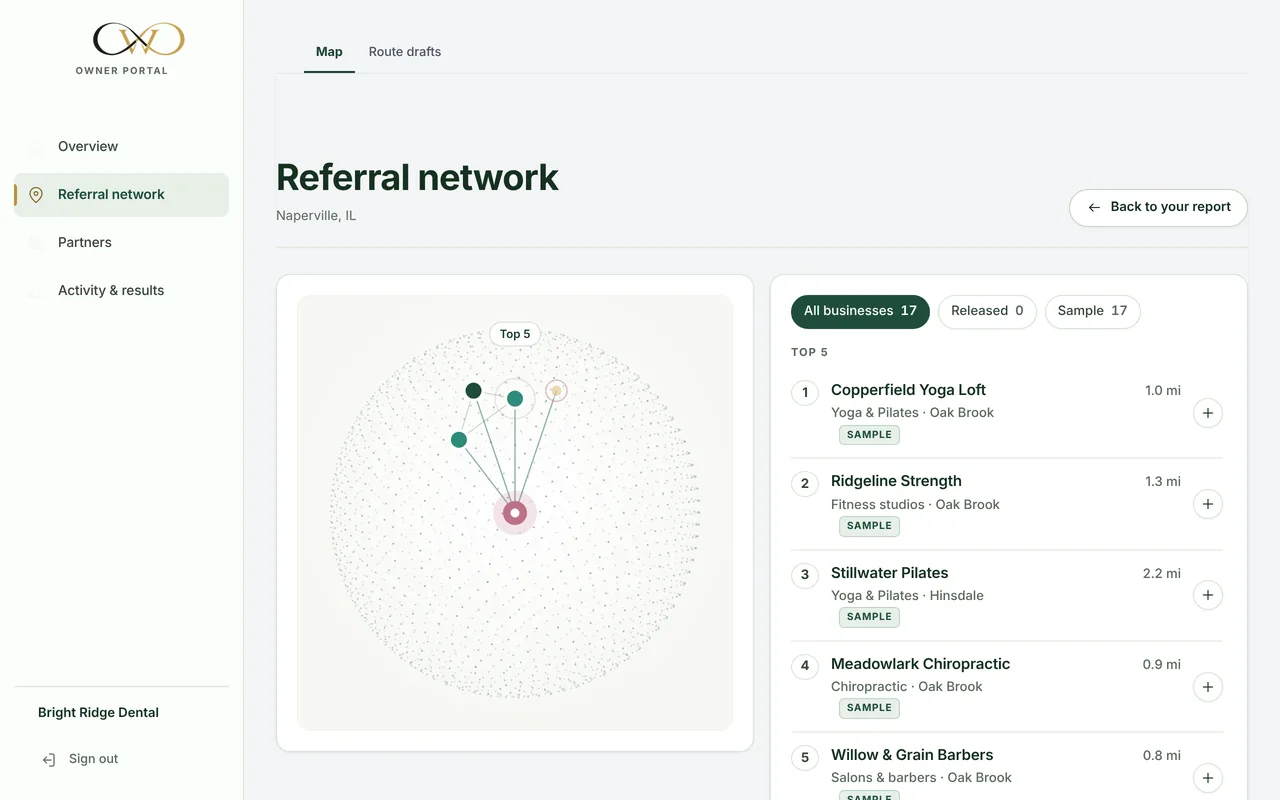 OWO
OWNER PORTAL
Overview
Referral network
Partners
Activity & results
Bright Ridge Dental
Sign out
Map
Route drafts
Referral network
Naperville, IL
← Back to your report
Top 5
All businesses 17
Released 0
Sample 17
TOP 5
1
Copperfield Yoga Loft
1.0 mi
Yoga & Pilates · Oak Brook
SAMPLE
2
Ridgeline Strength
1.3 mi
Fitness studios · Oak Brook
SAMPLE
3
Stillwater Pilates
2.2 mi
Yoga & Pilates · Hinsdale
SAMPLE
4
Meadowlark Chiropractic
0.9 mi
Chiropractic · Oak Brook
SAMPLE
5
Willow & Grain Barbers
0.8 mi
Salons & barbers · Oak Brook
SAMPLE